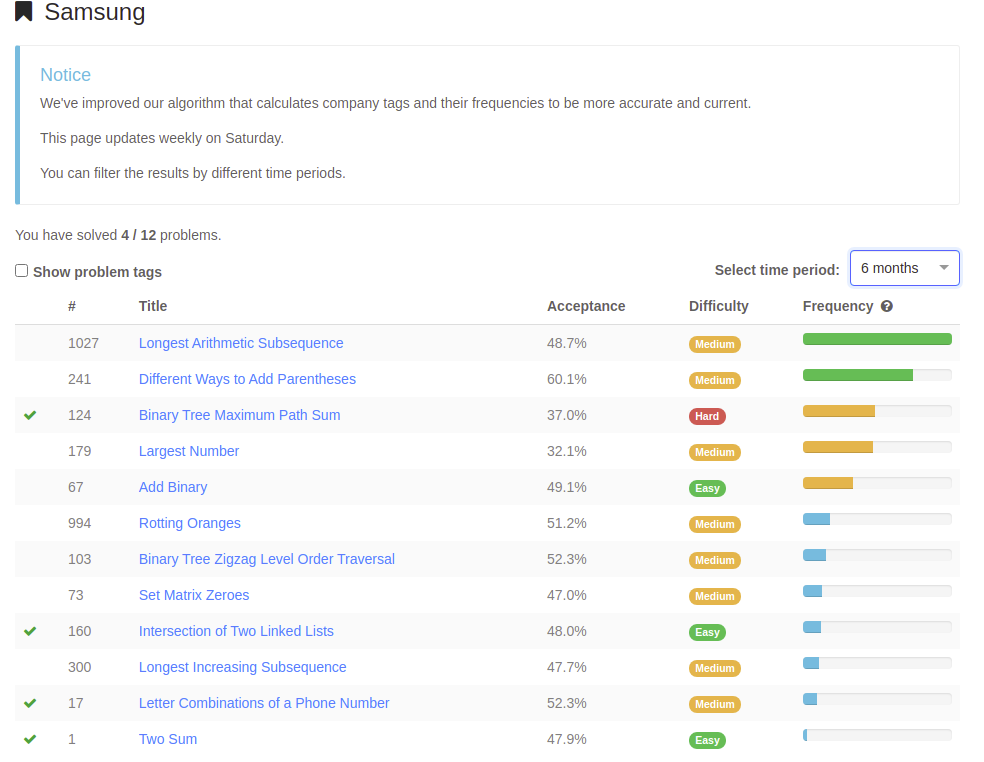 Samsung
Notice
We've improved our algorithm that calculates company tags and their frequencies to be more accurate and current.
This page updates weekly on Saturday.
You can filter the results by different time periods.
You have solved 4 / 12 problems.
Show problem tags Select time period: 6 months
# Title Acceptance Difficulty Frequency ?
1027 Longest Arithmetic Subsequence 48.7% Medium
241 Different Ways to Add Parentheses 60.1% Medium
124 Binary Tree Maximum Path Sum 37.0% Hard
179 Largest Number 32.1% Medium
67 Add Binary 49.1% Easy
994 Rotting Oranges 51.2% Medium
103 Binary Tree Zigzag Level Order Traversal 52.3% Medium
73 Set Matrix Zeroes 47.0% Medium
160 Intersection of Two Linked Lists 48.0% Easy
300 Longest Increasing Subsequence 47.7% Medium
17 Letter Combinations of a Phone Number 52.3% Medium
1 Two Sum 47.9% Easy